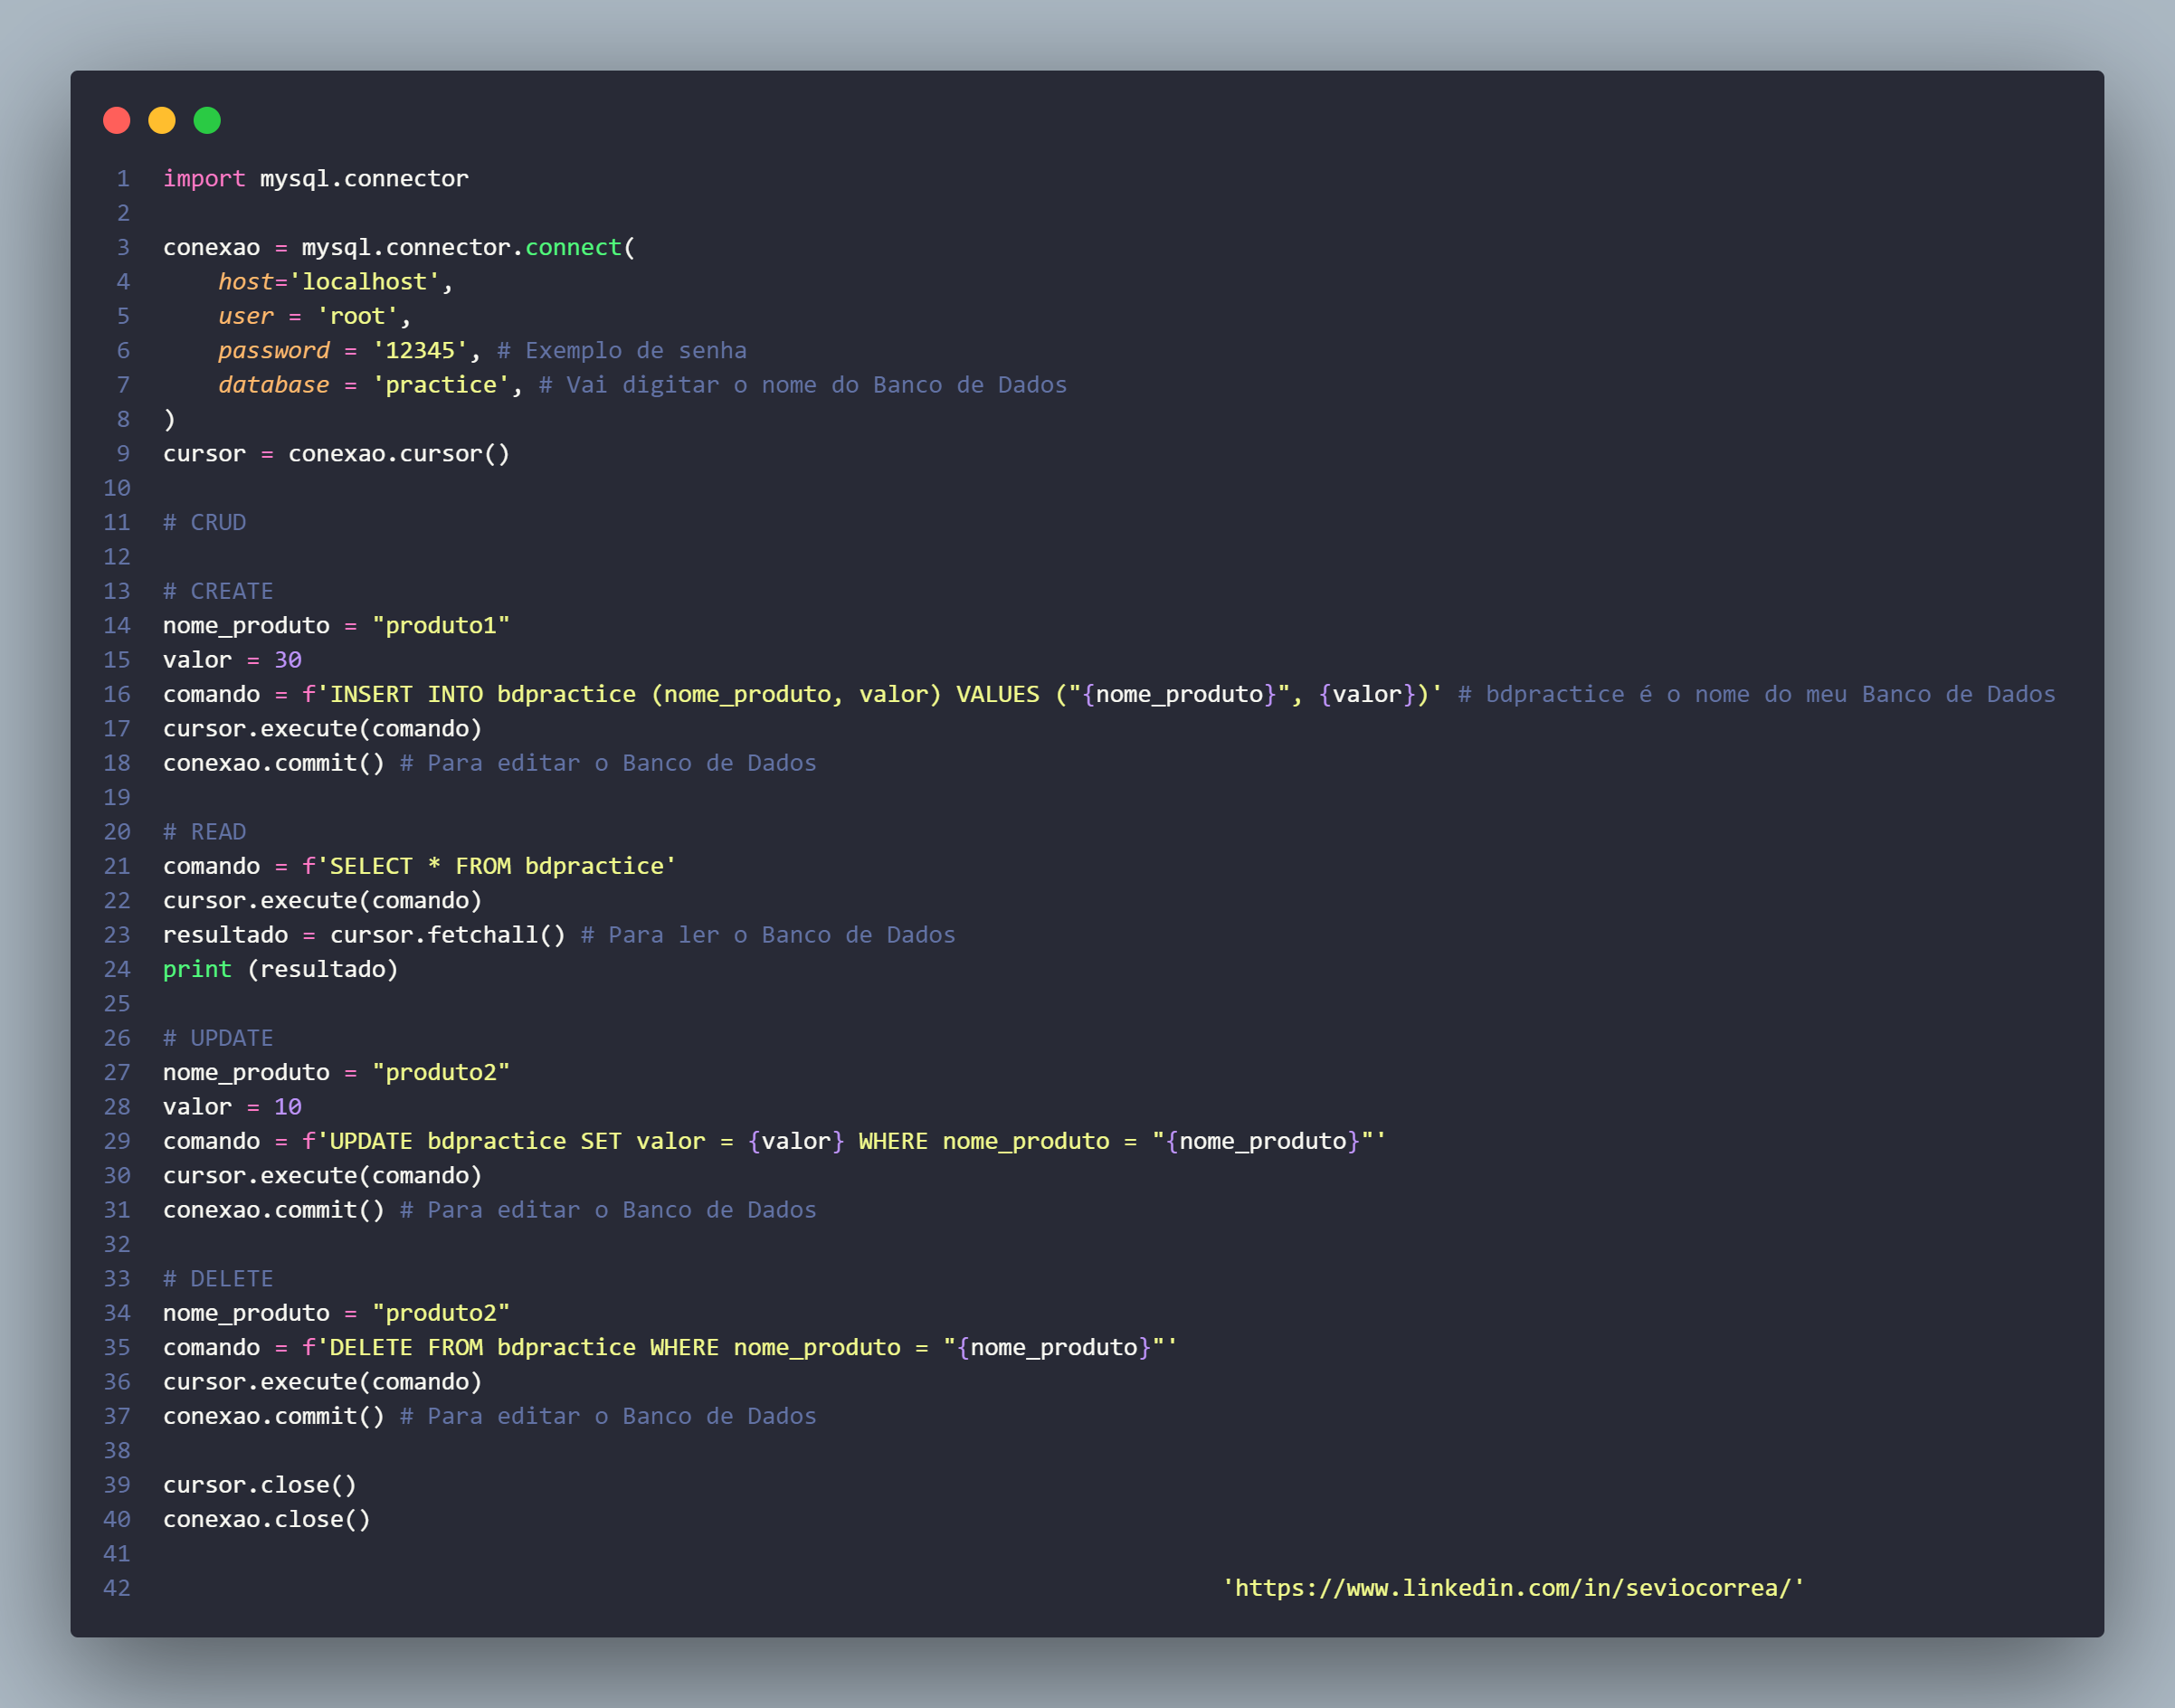 1 import mysql.connector
2
3 conexao = mysql.connector.connect(
4     host='localhost',
5     user = 'root',
6     password = '12345', # Exemplo de senha
7     database = 'practice', # Vai digitar o nome do Banco de Dados
8 )
9 cursor = conexao.cursor()
10
11 # CRUD
12
13 # CREATE
14 nome_produto = "produto1"
15 valor = 30
16 comando = f'INSERT INTO bdpractice (nome_produto, valor) VALUES ("{nome_produto}", {valor})' # bdpractice é o nome do meu Banco de Dados
17 cursor.execute(comando)
18 conexao.commit() # Para editar o Banco de Dados
19
20 # READ
21 comando = f'SELECT * FROM bdpractice'
22 cursor.execute(comando)
23 resultado = cursor.fetchall() # Para ler o Banco de Dados
24 print (resultado)
25
26 # UPDATE
27 nome_produto = "produto2"
28 valor = 10
29 comando = f'UPDATE bdpractice SET valor = {valor} WHERE nome_produto = "{nome_produto}"'
30 cursor.execute(comando)
31 conexao.commit() # Para editar o Banco de Dados
32
33 # DELETE
34 nome_produto = "produto2"
35 comando = f'DELETE FROM bdpractice WHERE nome_produto = "{nome_produto}"'
36 cursor.execute(comando)
37 conexao.commit() # Para editar o Banco de Dados
38
39 cursor.close()
40 conexao.close()
41
42 'https://www.linkedin.com/in/seviocorrea/'